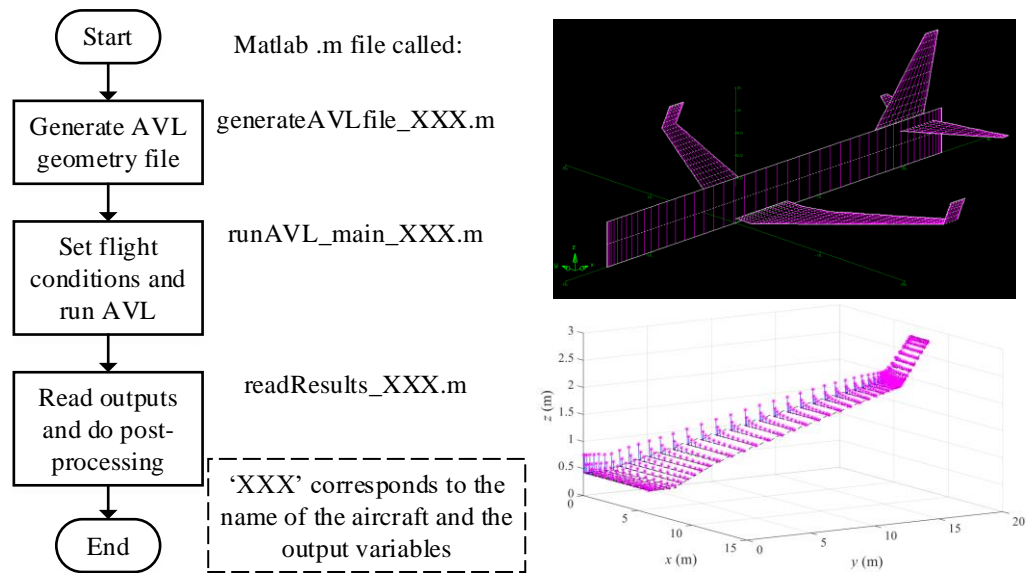 Start
Matlab .m file called:
Generate AVL
geometry file
generateAVLfile_XXX.m
Set flight
conditions and
run AVL
runAVL_main_XXX.m
Read outputs
and do post-
processing
readResults_XXX.m
‘XXX’ corresponds to the
name of the aircraft and the
output variables
End
z
y
x
3
2.5
2
1.5
1
0.5
0
z (m)
0
5
10
15
x (m)
0
5
10
15
20
y (m)